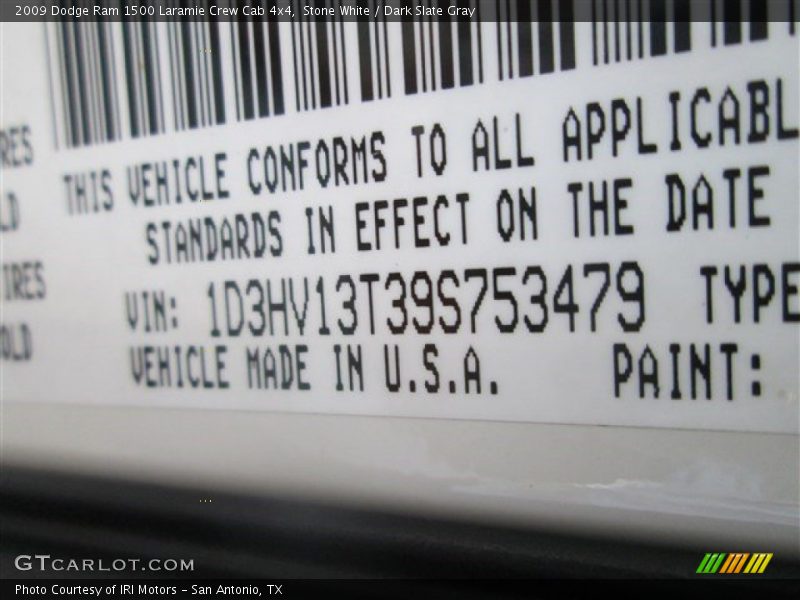 2009 Dodge Ram 1500 Laramie Crew Cab 4x4, Stone White / Dark Slate Gray
THIS VEHICLE CONFORMS TO ALL APPLICABL
STANDARDS IN EFFECT ON THE DATE
IRES
VIN: 1D3HV13T39S753479 TYPE
OLD
VEHICLE MADE IN U.S.A. PAINT:
GTCARLOT.COM
Photo Courtesy of IRI Motors - San Antonio, TX